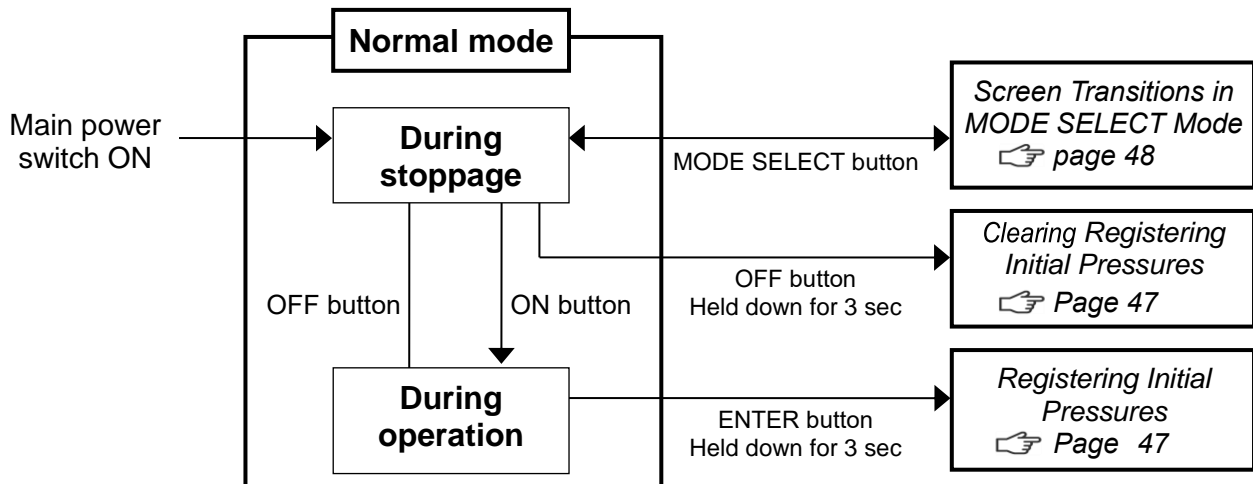 Normal mode
Main power
switch ON
During
stoppage
MODE SELECT button
Screen Transitions in
MODE SELECT Mode
page 48
OFF button
Held down for 3 sec
Clearing Registering
Initial Pressures
Page 47
OFF button
ON button
During
operation
ENTER button
Held down for 3 sec
Registering Initial
Pressures
Page 47